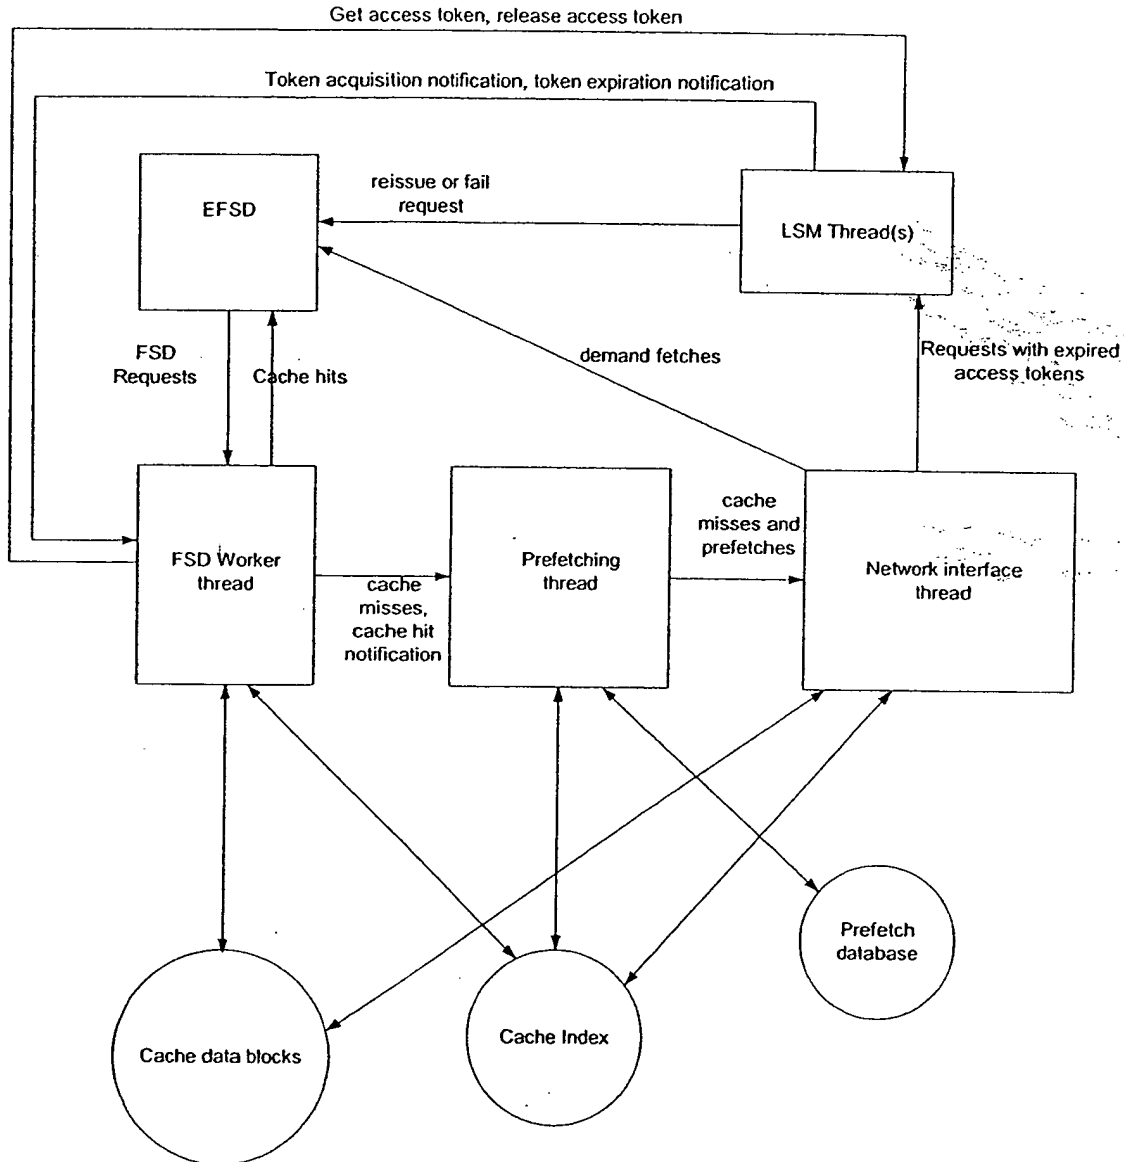 Get access token, release access token
Token acquisition notification, token expiration notification
EFSD
reissue or fail
request
LSM Thread(s)
FSD
Requests
Cache hits
demand fetches
Requests with expired
access tokens
FSD Worker
thread
cache
misses,
cache hit
notification
Prefetching
thread
cache
misses and
prefetches
Network interface
thread
Prefetch
database
Cache data blocks
Cache Index